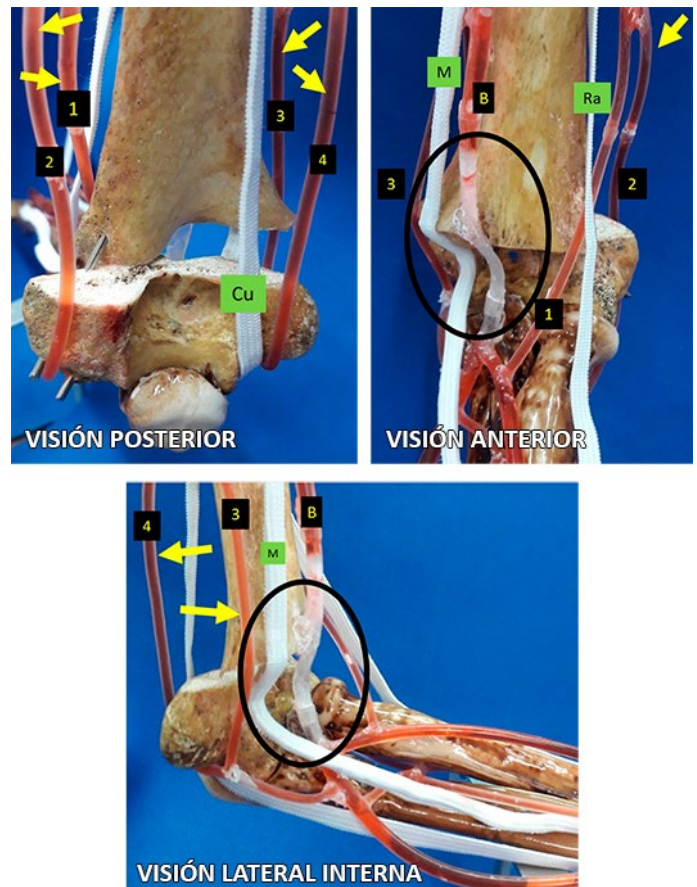 1
2
3
4
Cu
VISIÓN POSTERIOR
M
B
Ra
3
2
1
VISIÓN ANTERIOR
4
3
M
B
VISIÓN LATERAL INTERNA